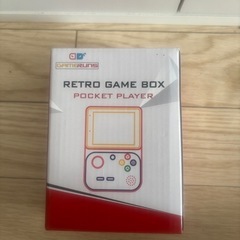 RETRO GAME BOX
POCKET PLAYER